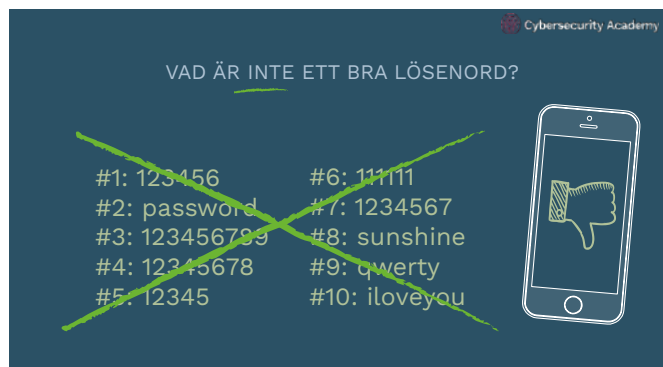 Cybersecurity Academy
VAD ÄR INTE ETT BRA LÖSENORD?
#1: 123456
#2: password
#3: 123456789
#4: 12345678
#5: 12345
#6: 111111
#7: 1234567
#8: sunshine
#9: qwerty
#10: iloveyou